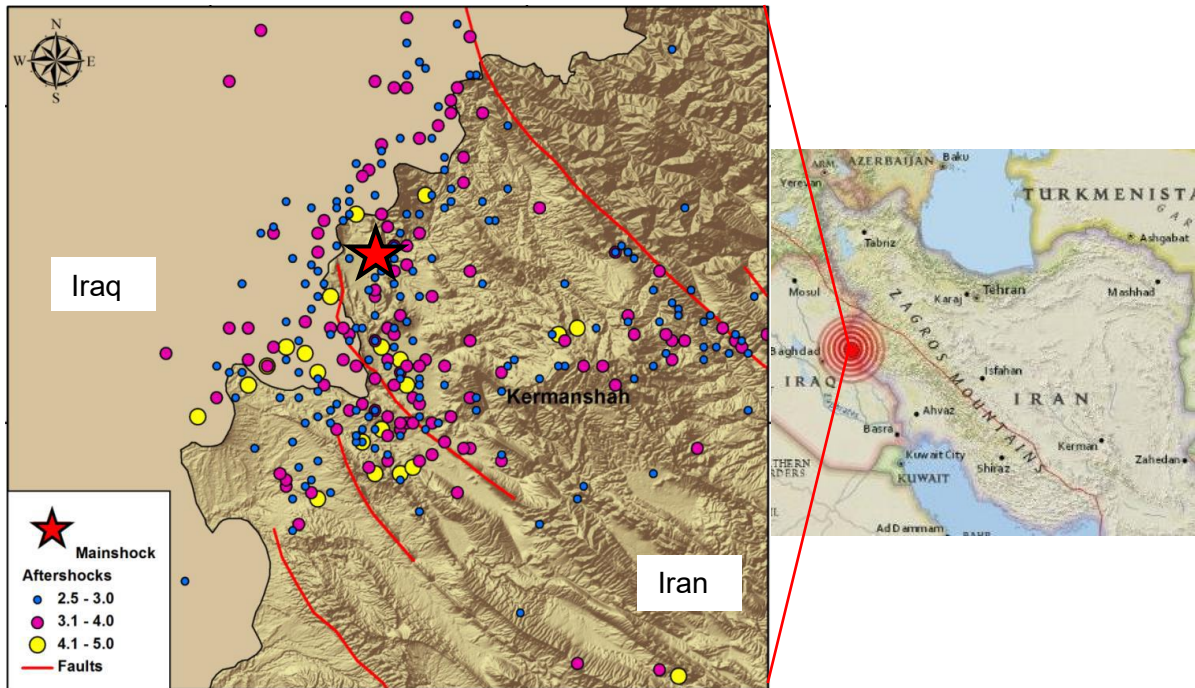 N
W
E
S
Iraq
Kermanshah
Iran
Mainshock
Aftershocks
2.5 - 3.0
3.1 - 4.0
4.1 - 5.0
Faults
ARM.
AZERBAIJAN
Baku
Yerevan
TURKMENISTA
Ashgabat
Tabriz
Mosul
Karaj
Tehran
Mashhad
ZAGROS MOUNTAINS
Baghdad
IRAQ
Isfahan
IRAN
Ahvaz
Basra
Kerman
Kuwait City
Shiraz
Zahedan
KUWAIT
Ad Dammam